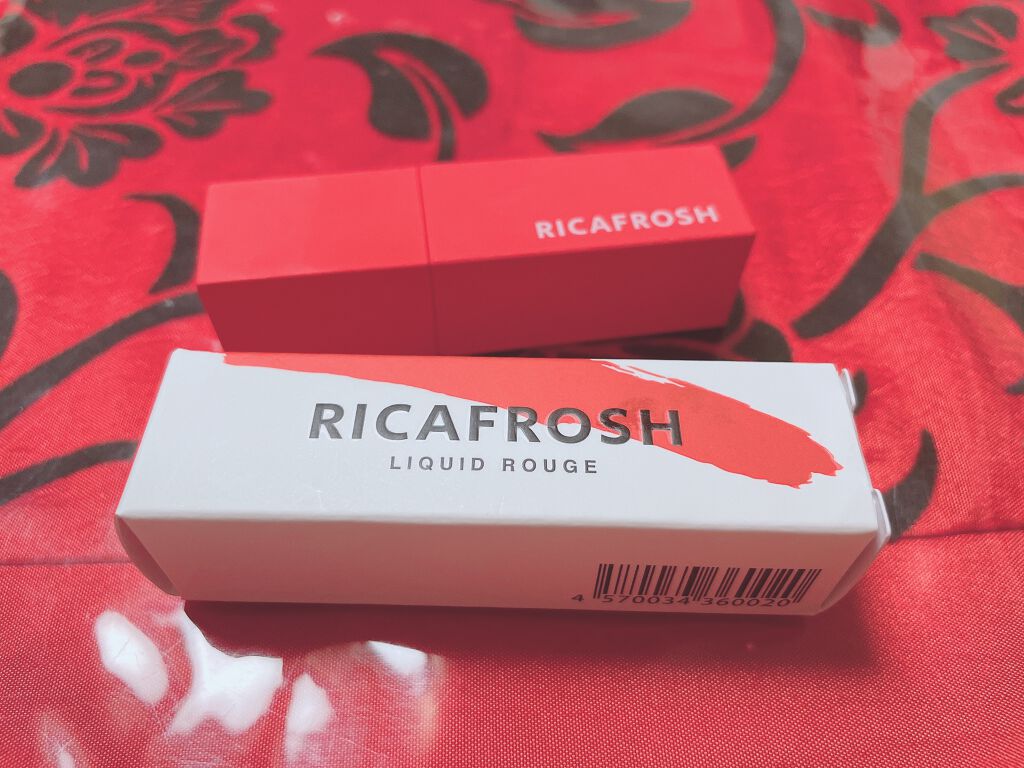 RICAFROSH
RICAFROSH
LIQUID ROUGE
4 570034 360020